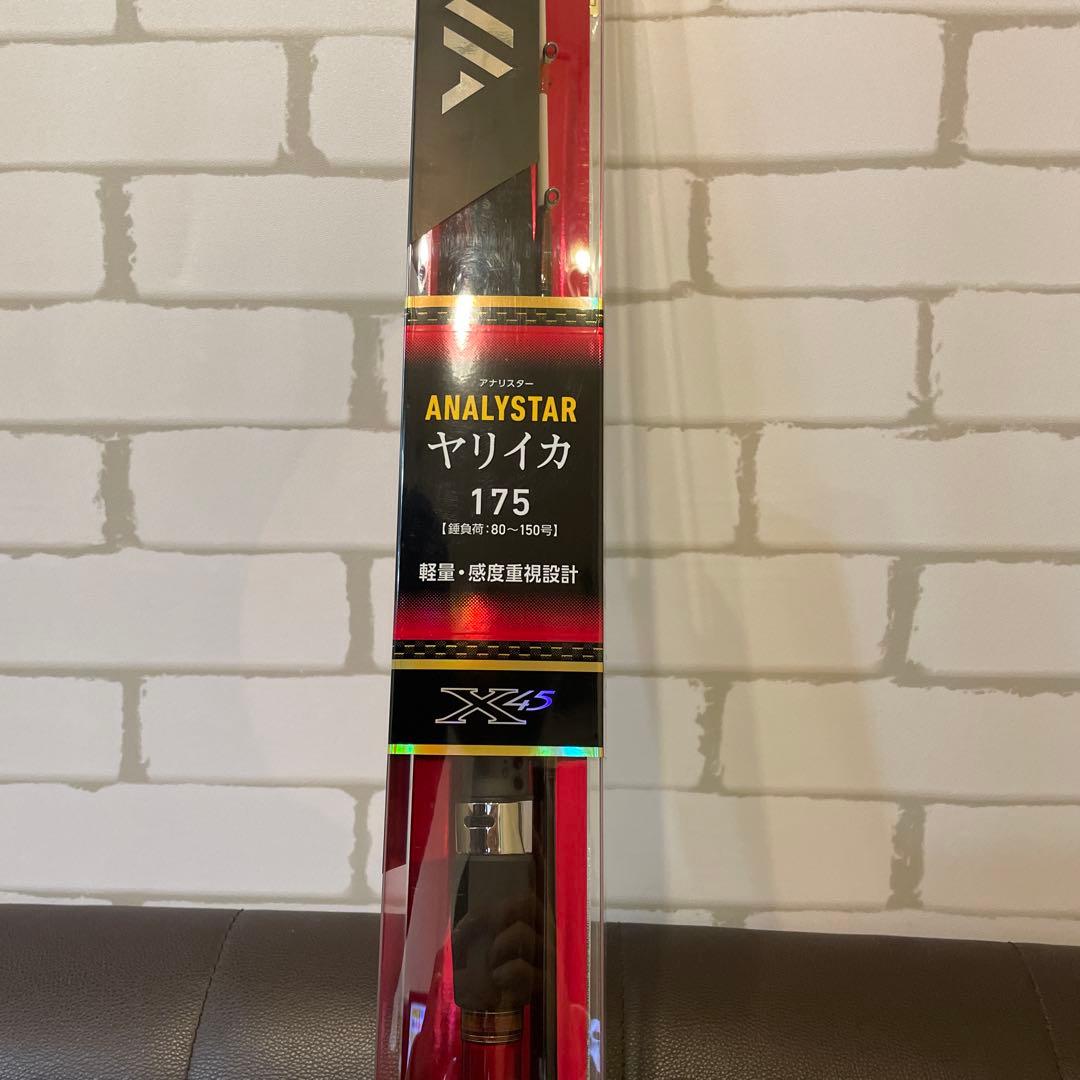 アナリスター
ANALYSTAR
ヤリイカ
175
【錘負荷:80〜150号】
軽量・感度重視設計
X45